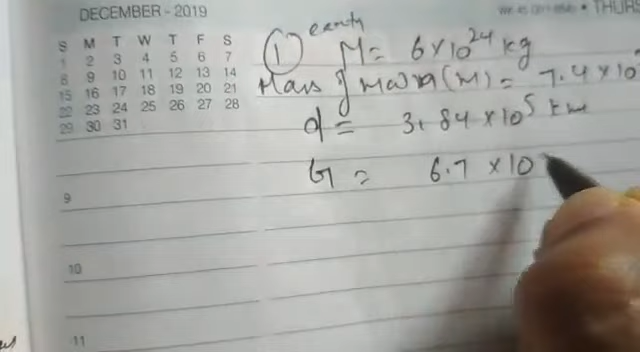 DECEMBER - 2019
THURS
S M T W T F S
1 2 3 4 5 6 7
8 9 10 11 12 13 14
15 16 17 18 19 20 21
22 23 24 25 26 27 28
29 30 31
① earth M = 6×10²⁴ kg
Mass of moon (M) = 7.4×10
d = 3.84×10⁵ km
G = 6.7×10
9
10
11